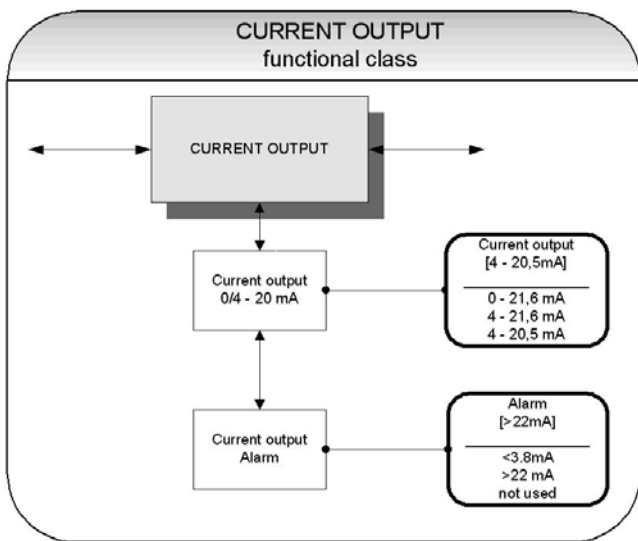 CURRENT OUTPUT
functional class
CURRENT OUTPUT
Current output
0/4 - 20 mA
Current output
[4 - 20,5mA]
0 - 21,6 mA
4 - 21,6 mA
4 - 20,5 mA
Current output
Alarm
Alarm
[>22mA]
<3.8mA
>22 mA
not used